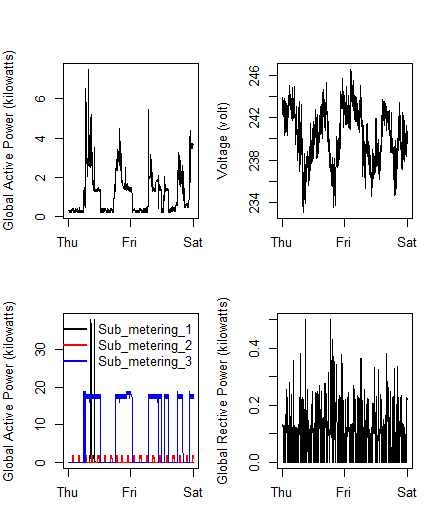 Global Active Power (kilowatts)
0 2 4 6
Thu Fri Sat
Voltage (volt)
234 238 242 246
Thu Fri Sat
Global Active Power (kilowatts)
0 10 20 30
Sub_metering_1
Sub_metering_2
Sub_metering_3
Thu Fri Sat
Global Rective Power (kilowatts)
0.0 0.2 0.4
Thu Fri Sat